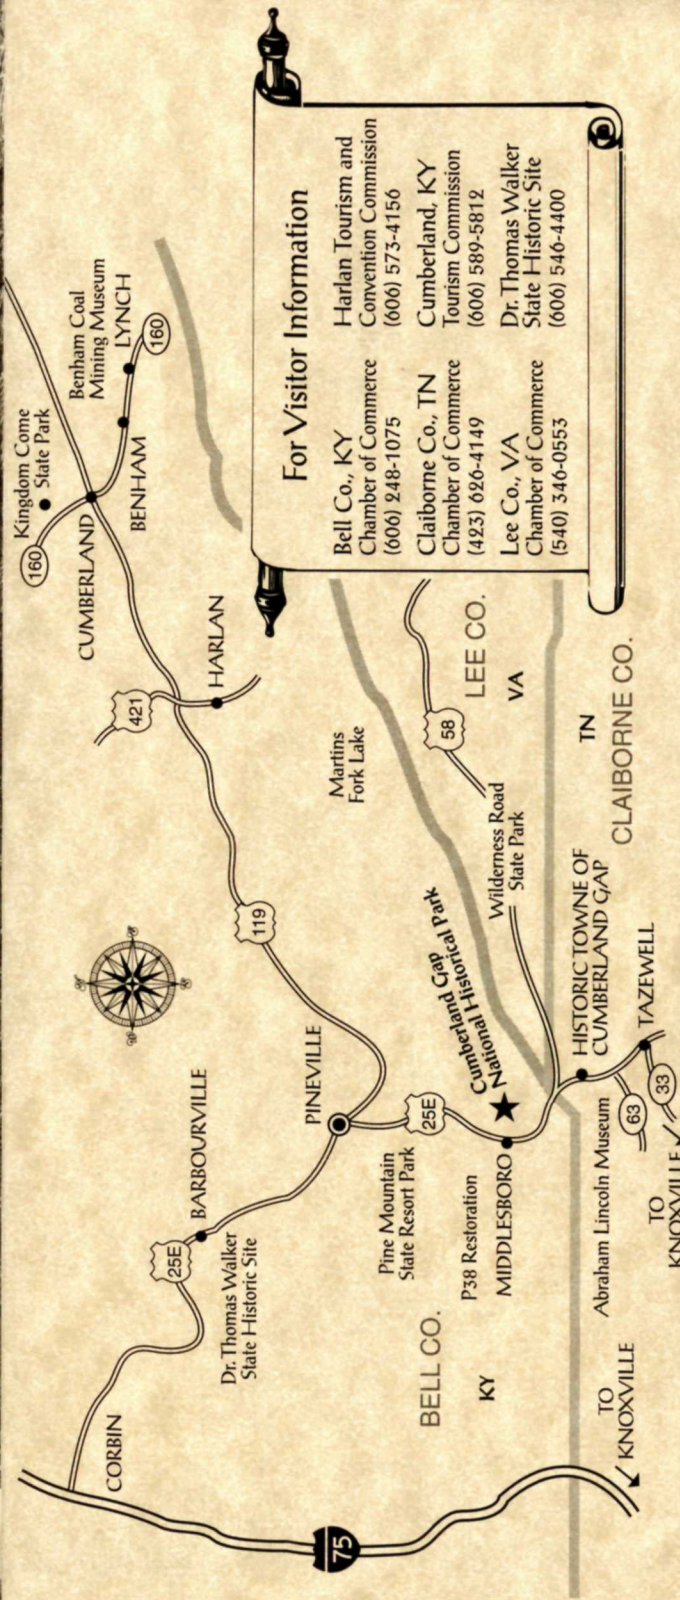 Kingdom Come
State Park
160
CUMBERLAND
Benham Coal
Mining Museum
LYNCH
160
BENHAM
421
HARLAN
119
Martins
Fork Lake
PINEVILLE
BARBOURVILLE
25E
Dr. Thomas Walker
State Historic Site
CORBIN
75
Pine Mountain
State Resort Park
25E
P38 Restoration
MIDDLESBORO
BELL CO.
KY
Cumberland Gap
National Historical Park
Wilderness Road
State Park
58
LEE CO.
VA
TN
CLAIBORNE CO.
HISTORIC TOWNE OF
CUMBERLAND GAP
TAZEWELL
Abraham Lincoln Museum
63
33
TO
KNOXVILLE
TO
KNOXVILLE
For Visitor Information
Bell Co., KY
Chamber of Commerce
(606) 248-1075
Claiborne Co., TN
Chamber of Commerce
(423) 626-4149
Lee Co., VA
Chamber of Commerce
(540) 346-0553
Harlan Tourism and
Convention Commission
(606) 573-4156
Cumberland, KY
Tourism Commission
(606) 589-5812
Dr. Thomas Walker
State Historic Site
(606) 546-4400